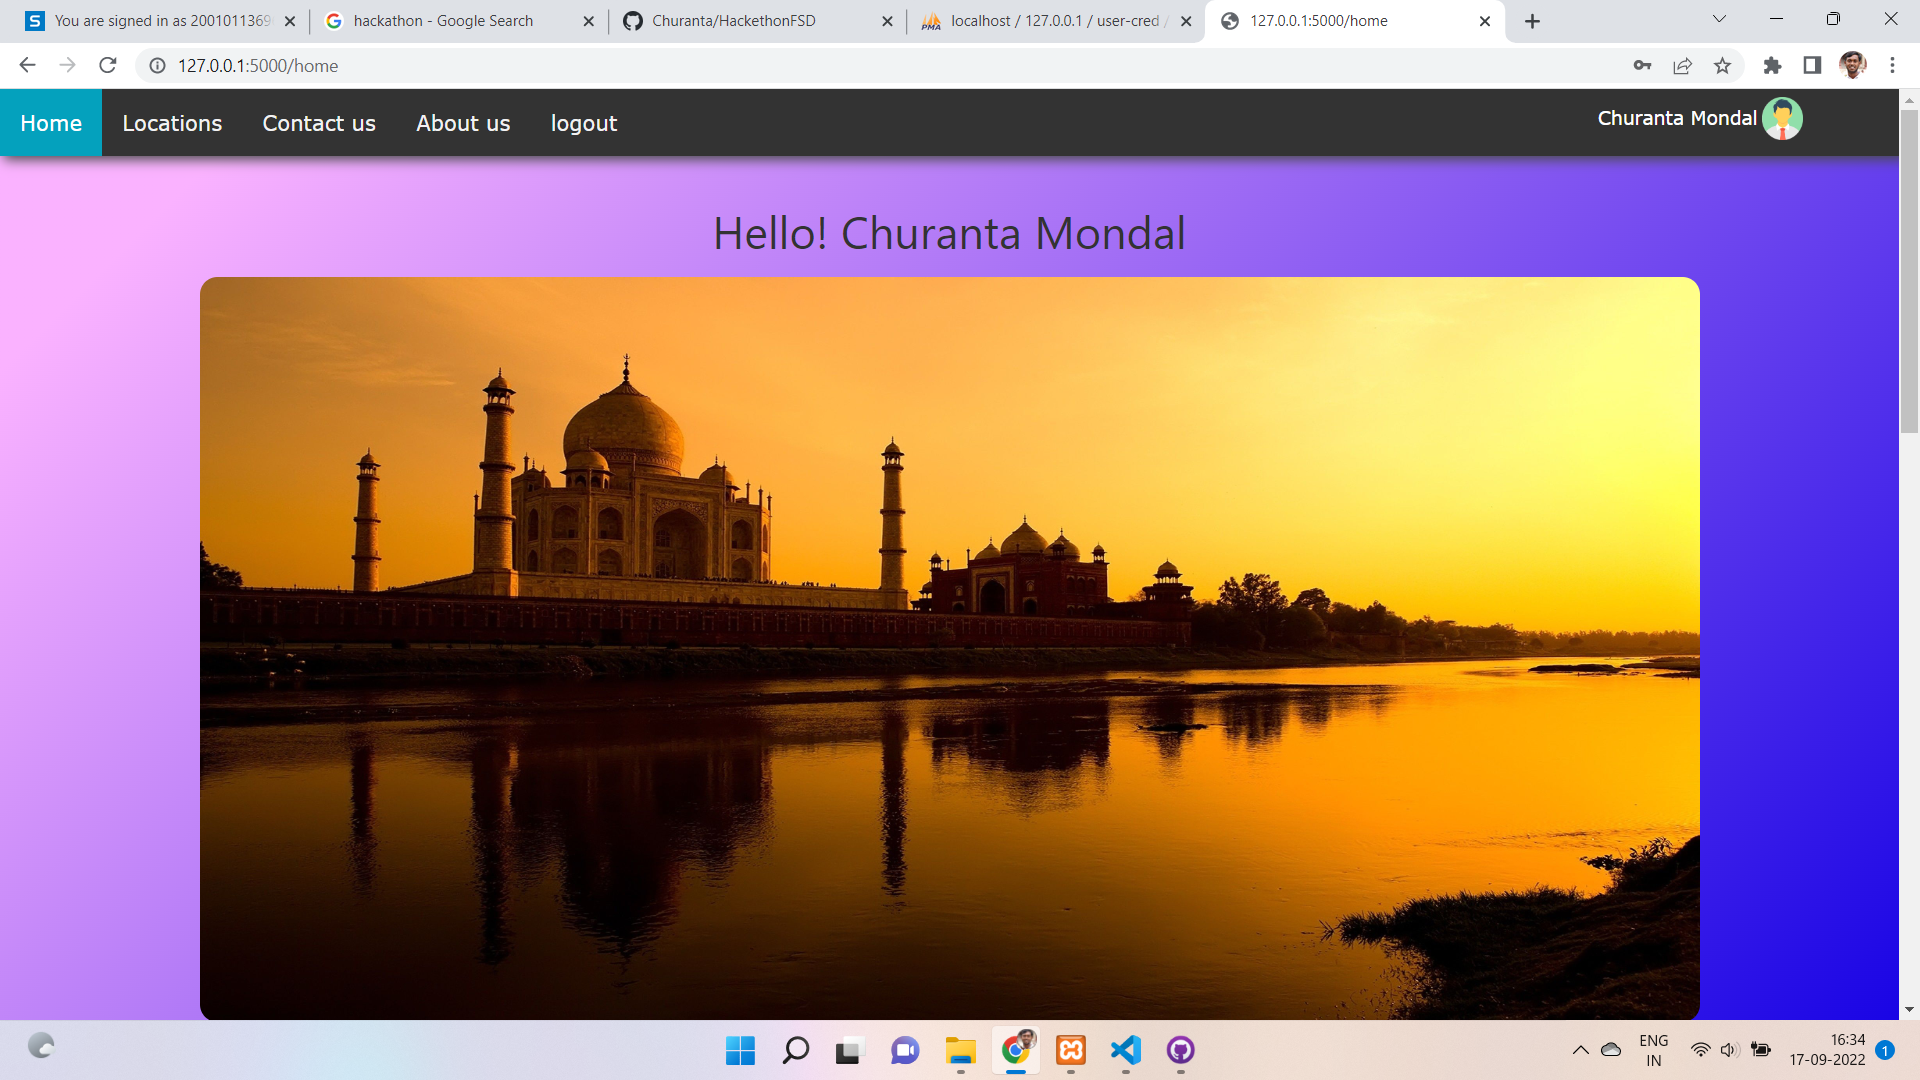 You are signed in as 2001011369
hackathon - Google Search
Churanta/HackethonFSD
PMA
localhost / 127.0.0.1 / user-cred /
127.0.0.1:5000/home
127.0.0.1:5000/home
Home
Locations
Contact us
About us
logout
Churanta Mondal
Hello! Churanta Mondal
ENG
IN
16:34
17-09-2022
1